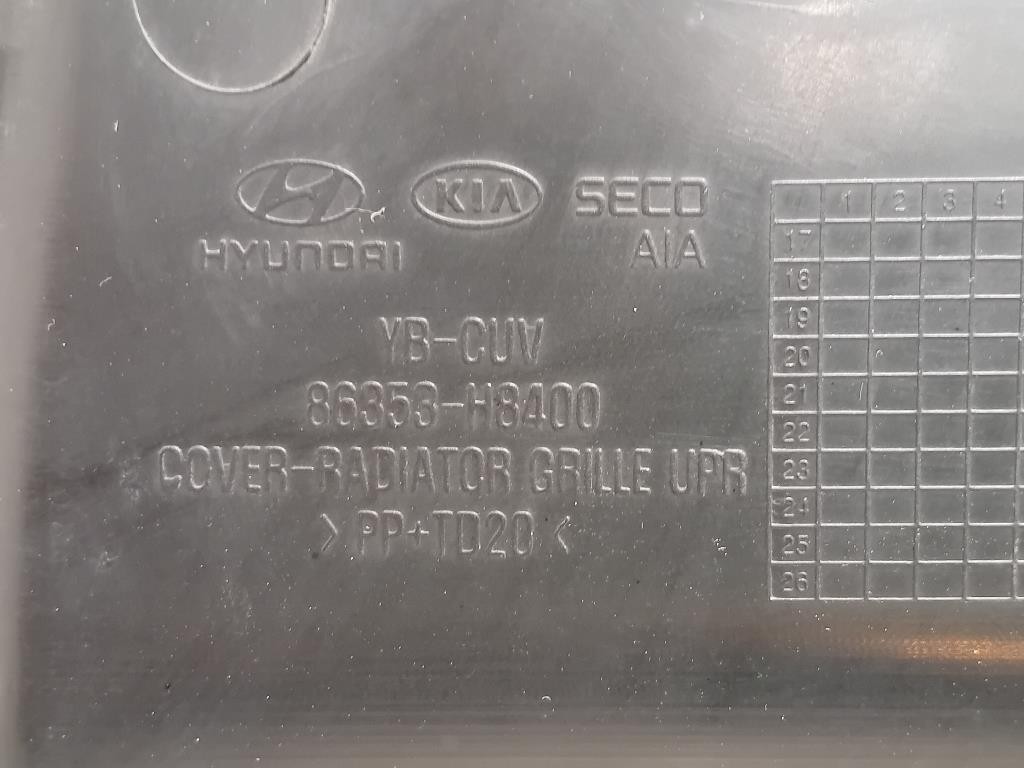 KIA SECO
HYUNDAI AIA
YB-CUV
86353-H8400
COVER-RADIATOR GRILLE UPR
>PP+TD20<
1 2 3 4
17
18
19
20
21
22
23
24
25
26